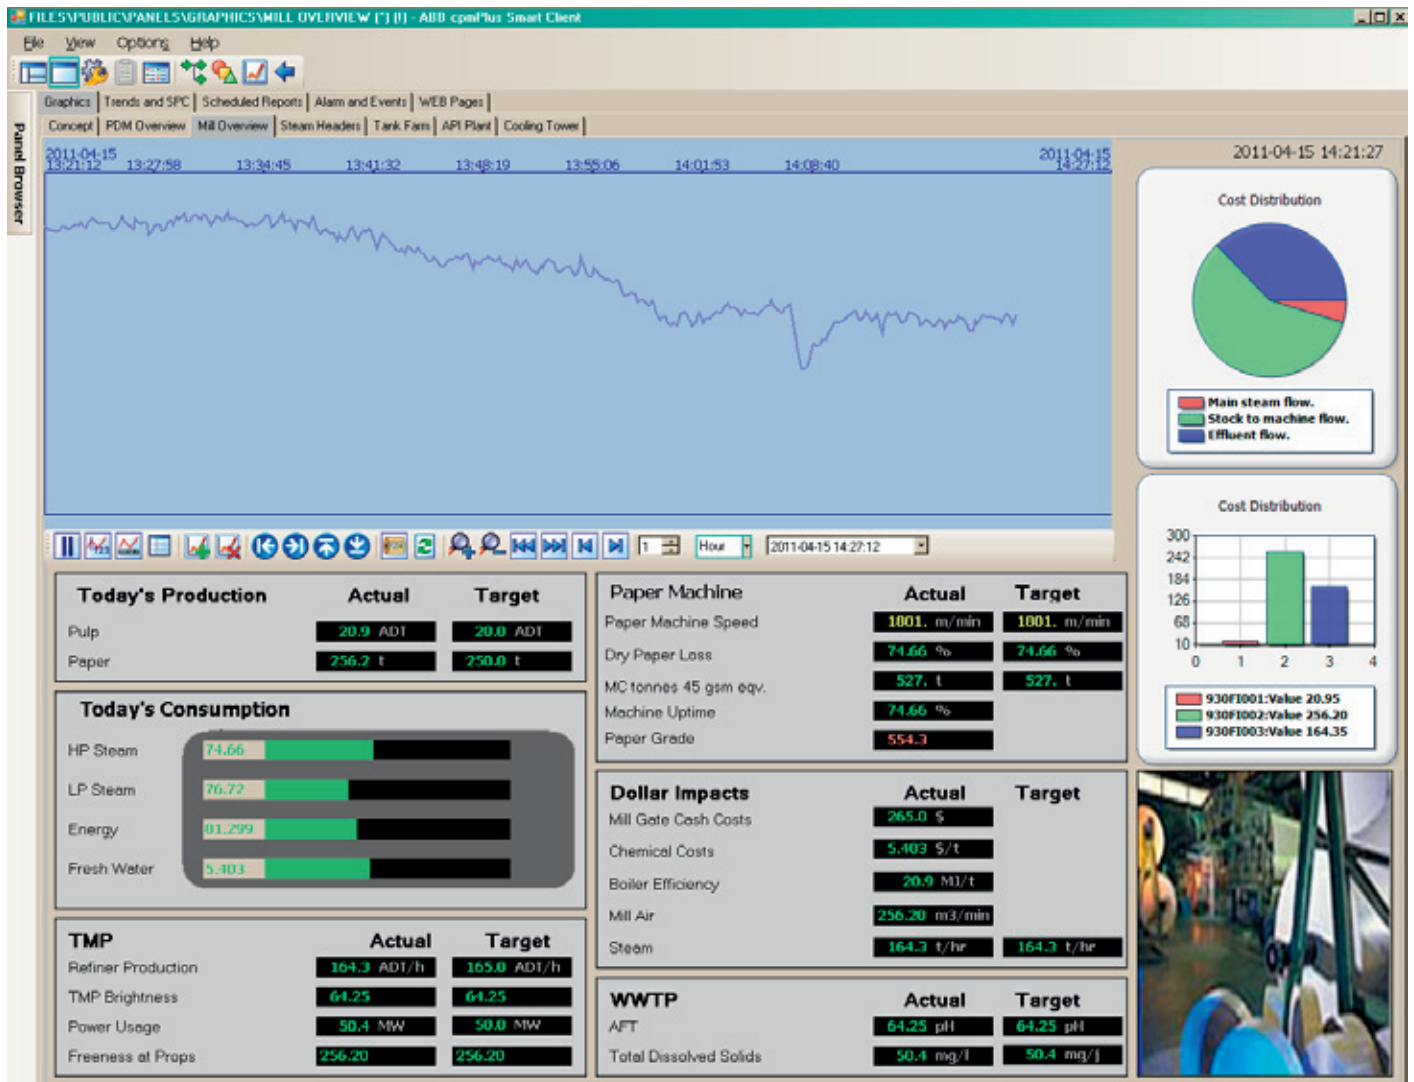 FILES\PUBLIC\PANELS\GRAPHICS\MILL OVERVIEW (*) (!) - ABB cpmPlus Smart Client
File View Options Help
Graphics Trends and SPC Scheduled Reports Alarm and Events WEB Pages
Concept PDM Overview Mill Overview Steam Headers Tank Farm API Plant Cooling Tower
Panel Browser
2011-04-15 2011-04-15
13:21:12 13:27:58 13:34:45 13:41:32 13:48:19 13:55:06 14:01:53 14:08:40 14:27:12
2011-04-15 14:21:27
Cost Distribution
Main steam flow.
Stock to machine flow.
Effluent flow.
Cost Distribution
300
242
184
126
68
10
0 1 2 3 4
930FI001:Value 20.95
930FI002:Value 256.20
930FI003:Value 164.35
1 Hour 2011-04-15 14:27:12
Today's Production Actual Target
Pulp 20.9 ADT 20.0 ADT
Paper 256.2 t 250.0 t
Today's Consumption
HP Steam 74.66
LP Steam 76.72
Energy 81.299
Fresh Water 5.403
TMP Actual Target
Refiner Production 164.3 ADT/h 165.0 ADT/h
TMP Brightness 64.25 64.25
Power Usage 50.4 MW 50.0 MW
Freeness at Props 256.20 256.20
Paper Machine Actual Target
Paper Machine Speed 1801. m/min 1801. m/min
Dry Paper Loss 74.66 % 74.66 %
MC tonnes 45 gsm eqv. 527. t 527. t
Machine Uptime 74.66 %
Paper Grade 554.3
Dollar Impacts Actual Target
Mill Gate Cash Costs 265.0 $
Chemical Costs 5.403 $/t
Boiler Efficiency 20.9 MJ/t
Mill Air 256.20 m3/min
Steam 164.3 t/hr 164.3 t/hr
WWTP Actual Target
AFT 64.25 pH 64.25 pH
Total Dissolved Solids 50.4 mg/l 50.4 mg/l